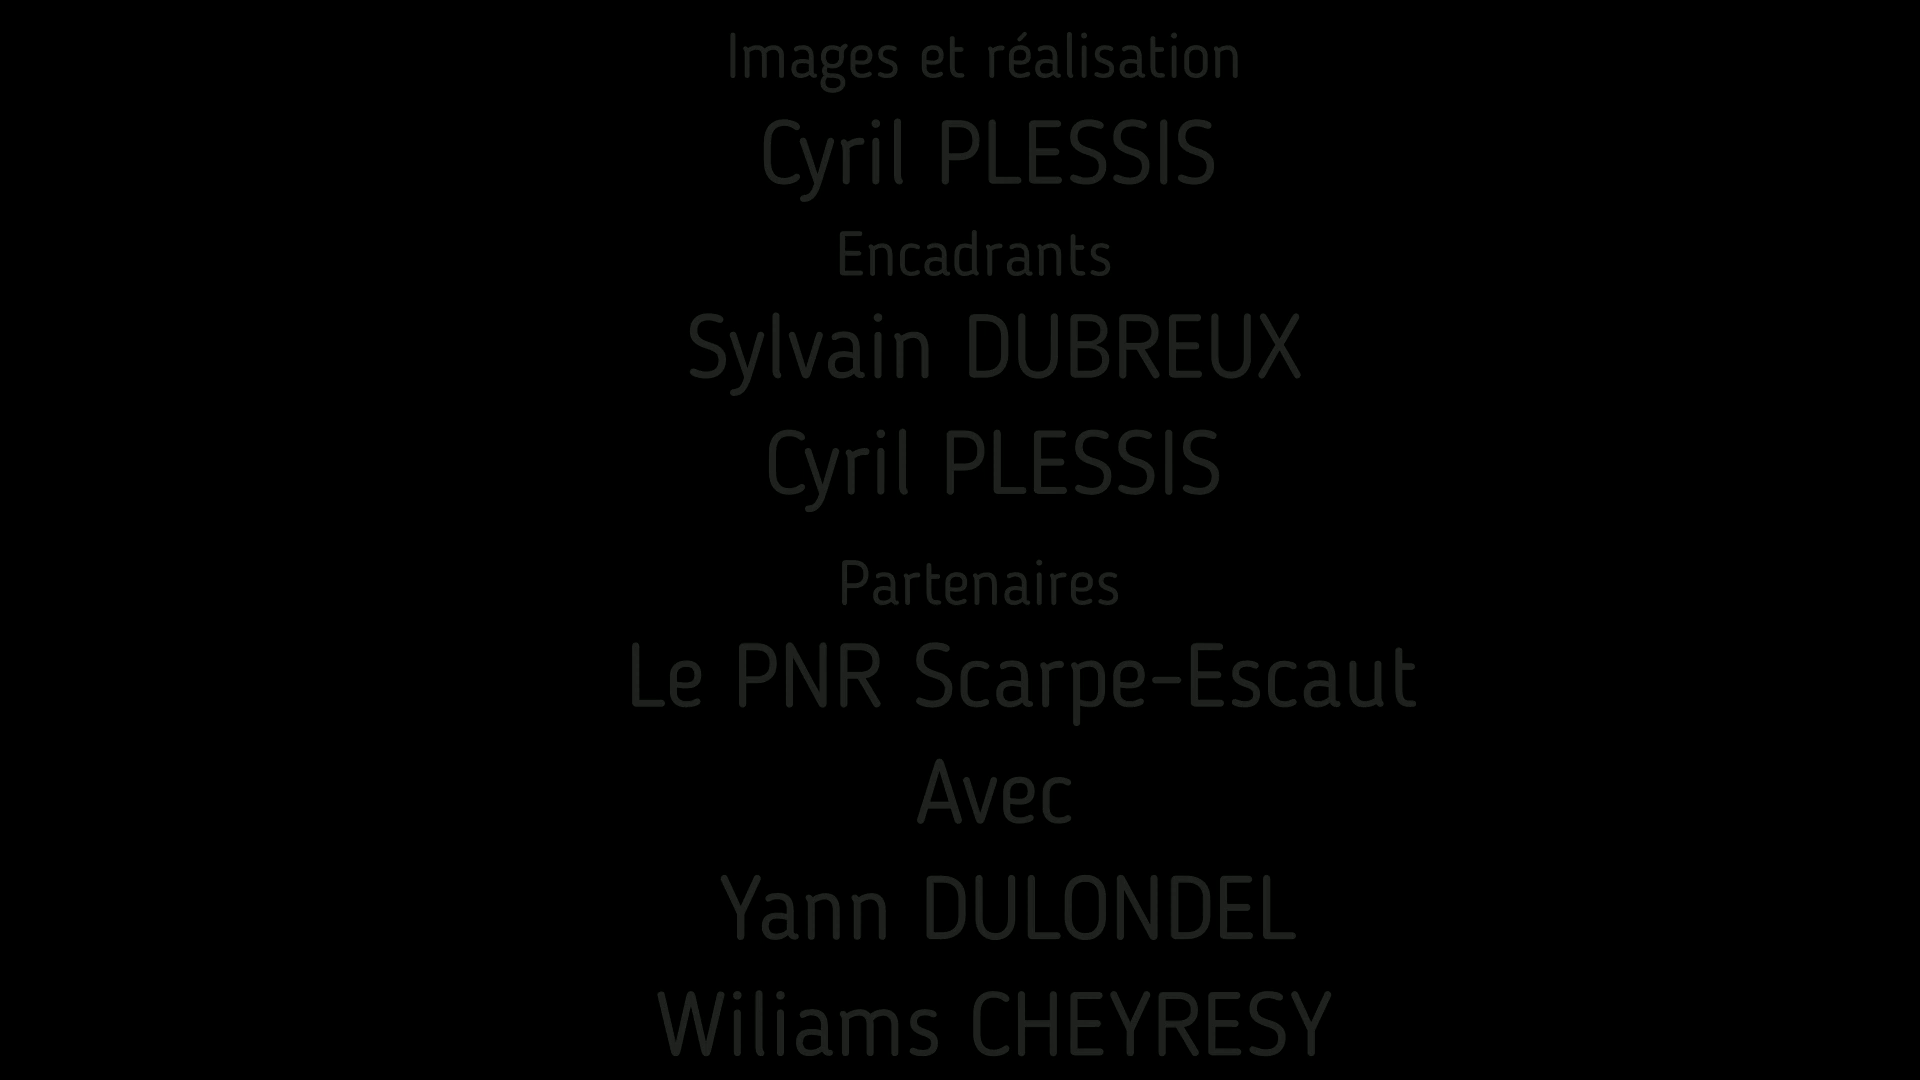 Images et réalisation
Cyril PLESSIS
Encadrants
Sylvain DUBREUX
Cyril PLESSIS
Partenaires
Le PNR Scarpe-Escaut
Avec
Yann DULONDEL
Wiliams CHEYRESY